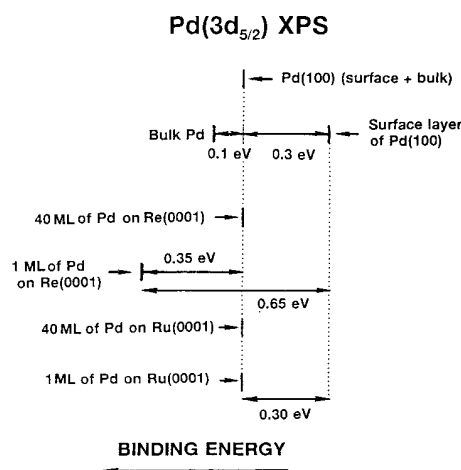 Pd(3d5/2) XPS
Pd(100) (surface + bulk)
Bulk Pd
Surface layer
of Pd(100)
0.1 eV
0.3 eV
40 ML of Pd on Re(0001)
0.35 eV
1 ML of Pd
on Re(0001)
0.65 eV
40 ML of Pd on Ru(0001)
1 ML of Pd on Ru(0001)
0.30 eV
BINDING ENERGY